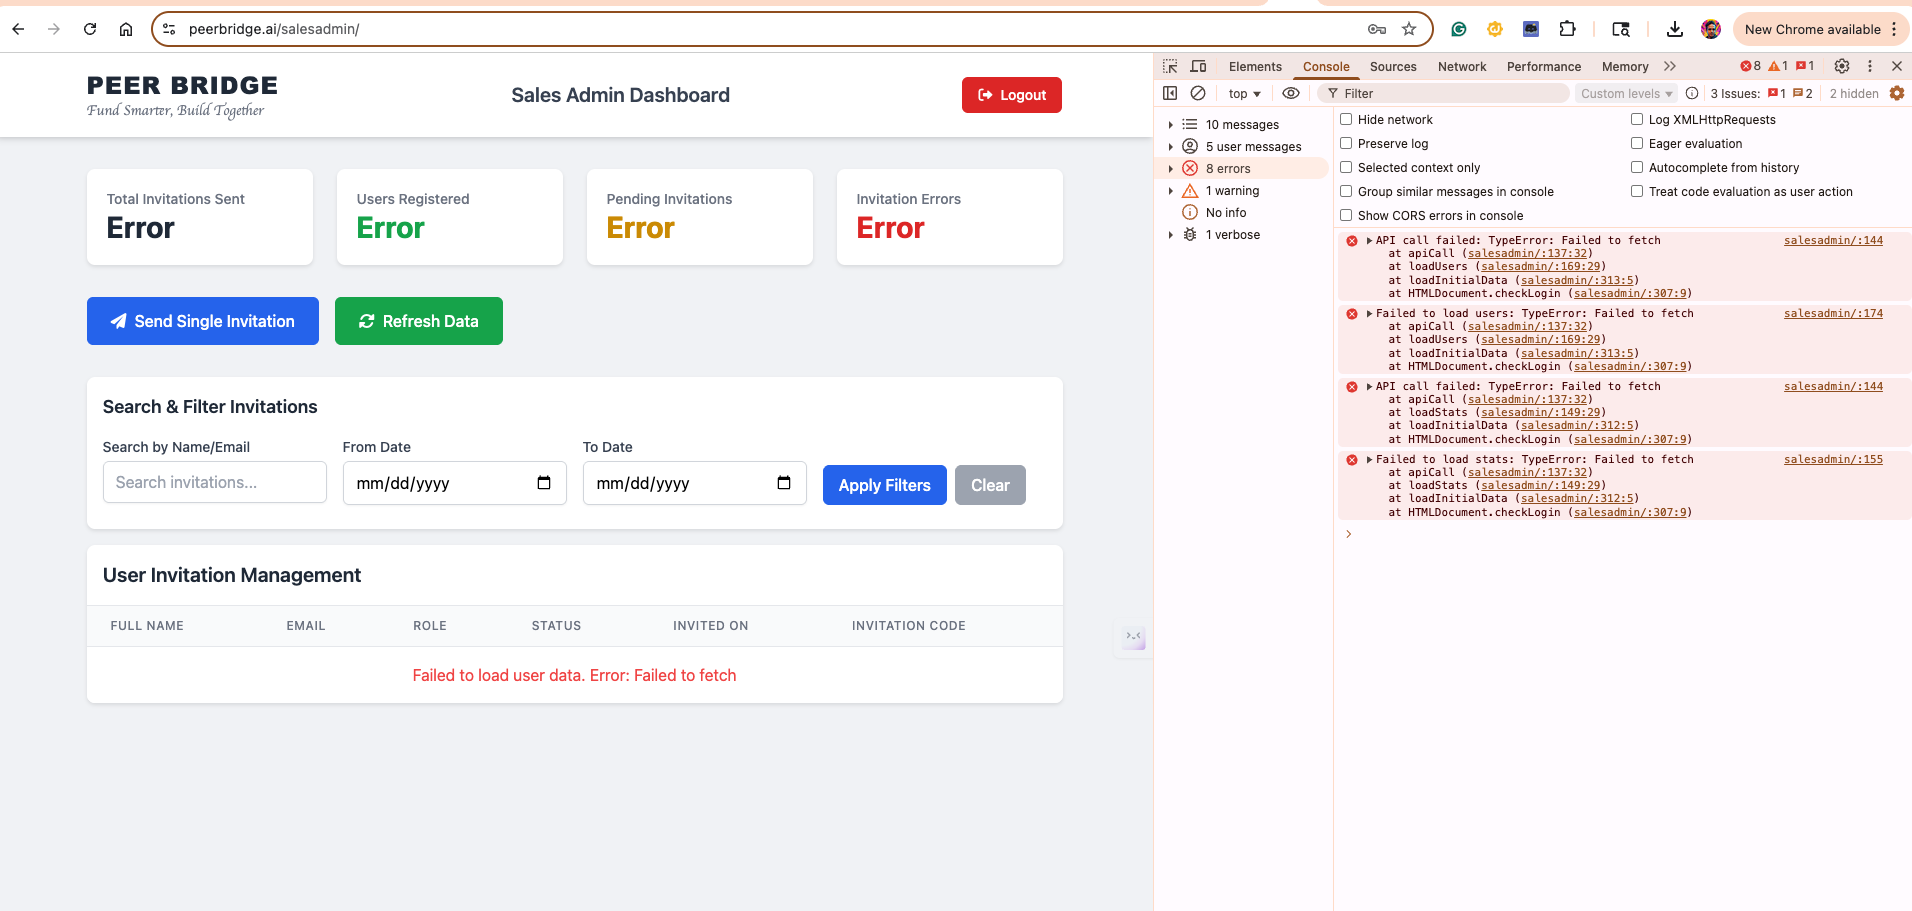 peerbridge.ai/salesadmin/
New Chrome available
PEER BRIDGE
Fund Smarter, Build Together
Sales Admin Dashboard
Logout
Total Invitations Sent
Error
Users Registered
Error
Pending Invitations
Error
Invitation Errors
Error
Send Single Invitation
Refresh Data
Search & Filter Invitations
Search by Name/Email
From Date
To Date
Search invitations...
mm/dd/yyyy
mm/dd/yyyy
Apply Filters
Clear
User Invitation Management
FULL NAME EMAIL ROLE STATUS INVITED ON INVITATION CODE
Failed to load user data. Error: Failed to fetch
Elements Console Sources Network Performance Memory 8 1 1
top Filter Custom levels 3 Issues: 1 2 2 hidden
10 messages
5 user messages
8 errors
1 warning
No info
1 verbose
Hide network
Log XMLHttpRequests
Preserve log
Eager evaluation
Selected context only
Autocomplete from history
Group similar messages in console
Treat code evaluation as user action
Show CORS errors in console
API call failed: TypeError: Failed to fetch salesadmin/:144
at apiCall (salesadmin/:137:32)
at loadUsers (salesadmin/:169:29)
at loadInitialData (salesadmin/:313:5)
at HTMLDocument.checkLogin (salesadmin/:307:9)
Failed to load users: TypeError: Failed to fetch salesadmin/:174
at apiCall (salesadmin/:137:32)
at loadUsers (salesadmin/:169:29)
at loadInitialData (salesadmin/:313:5)
at HTMLDocument.checkLogin (salesadmin/:307:9)
API call failed: TypeError: Failed to fetch salesadmin/:144
at apiCall (salesadmin/:137:32)
at loadStats (salesadmin/:149:29)
at loadInitialData (salesadmin/:312:5)
at HTMLDocument.checkLogin (salesadmin/:307:9)
Failed to load stats: TypeError: Failed to fetch salesadmin/:155
at apiCall (salesadmin/:137:32)
at loadStats (salesadmin/:149:29)
at loadInitialData (salesadmin/:312:5)
at HTMLDocument.checkLogin (salesadmin/:307:9)